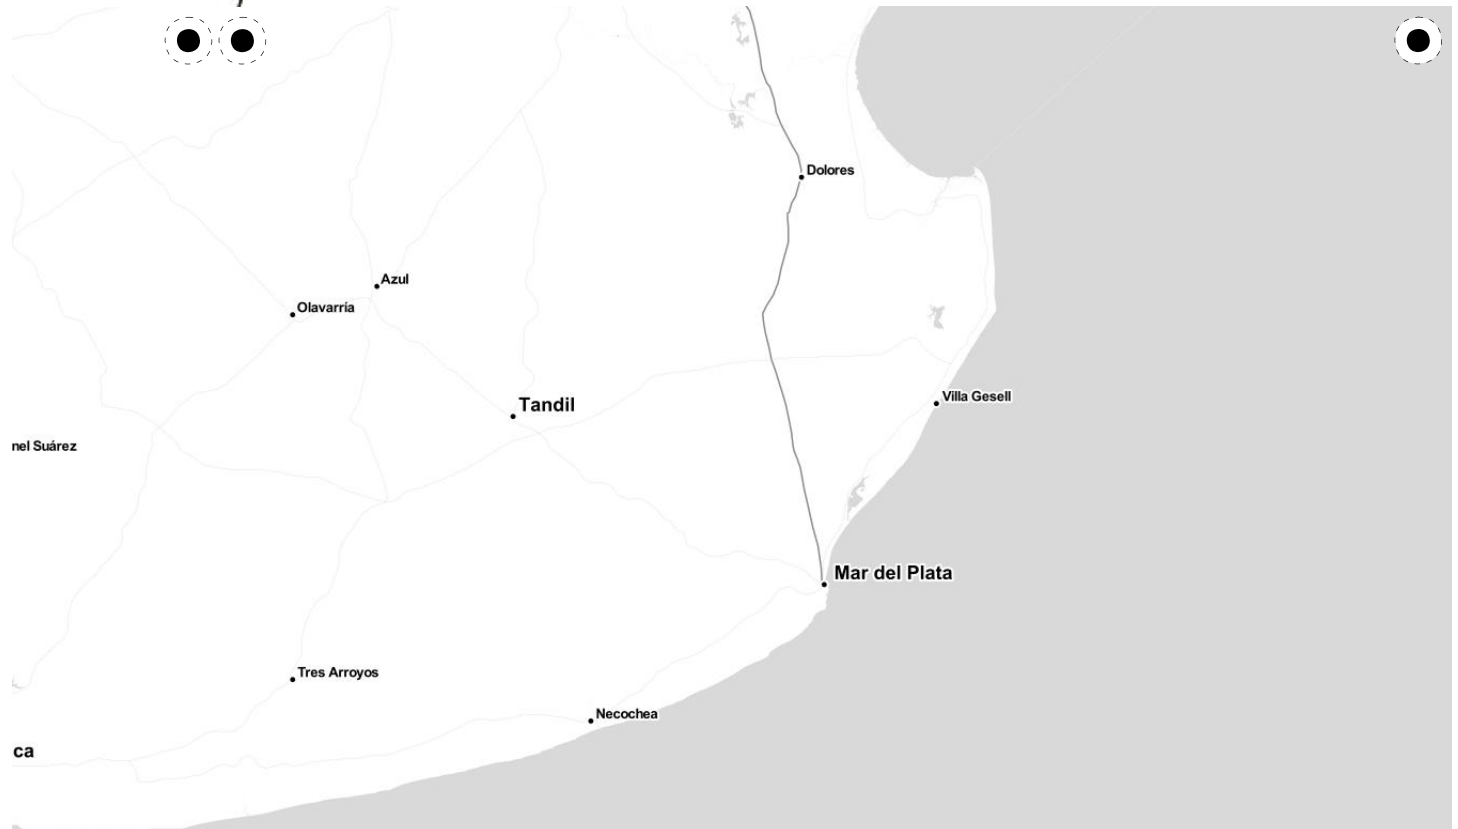 Dolores
Azul
Olavarría
Villa Gesell
Tandil
nel Suárez
Mar del Plata
Tres Arroyos
Necochea
ca